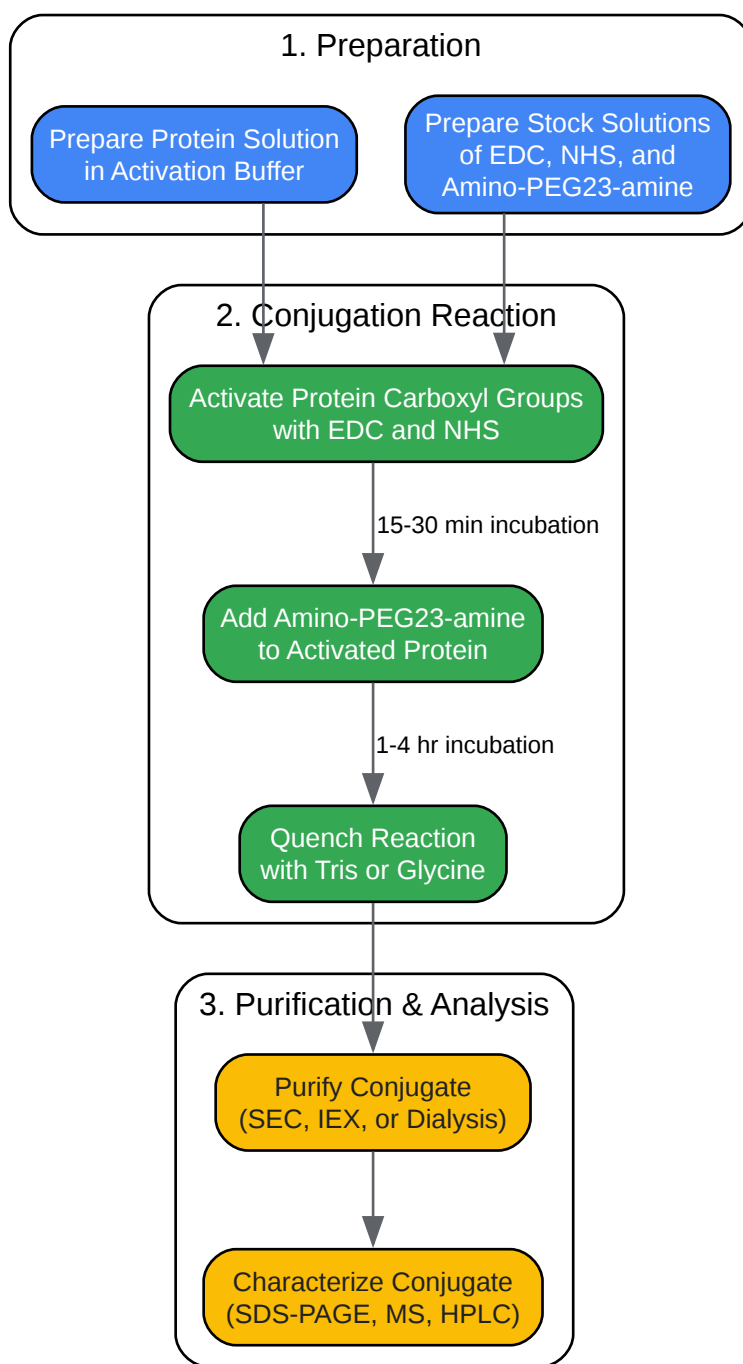 1. Preparation
Prepare Protein Solution
in Activation Buffer
Prepare Stock Solutions
of EDC, NHS, and
Amino-PEG23-amine
2. Conjugation Reaction
Activate Protein Carboxyl Groups
with EDC and NHS
15-30 min incubation
Add Amino-PEG23-amine
to Activated Protein
1-4 hr incubation
Quench Reaction
with Tris or Glycine
3. Purification & Analysis
Purify Conjugate
(SEC, IEX, or Dialysis)
Characterize Conjugate
(SDS-PAGE, MS, HPLC)